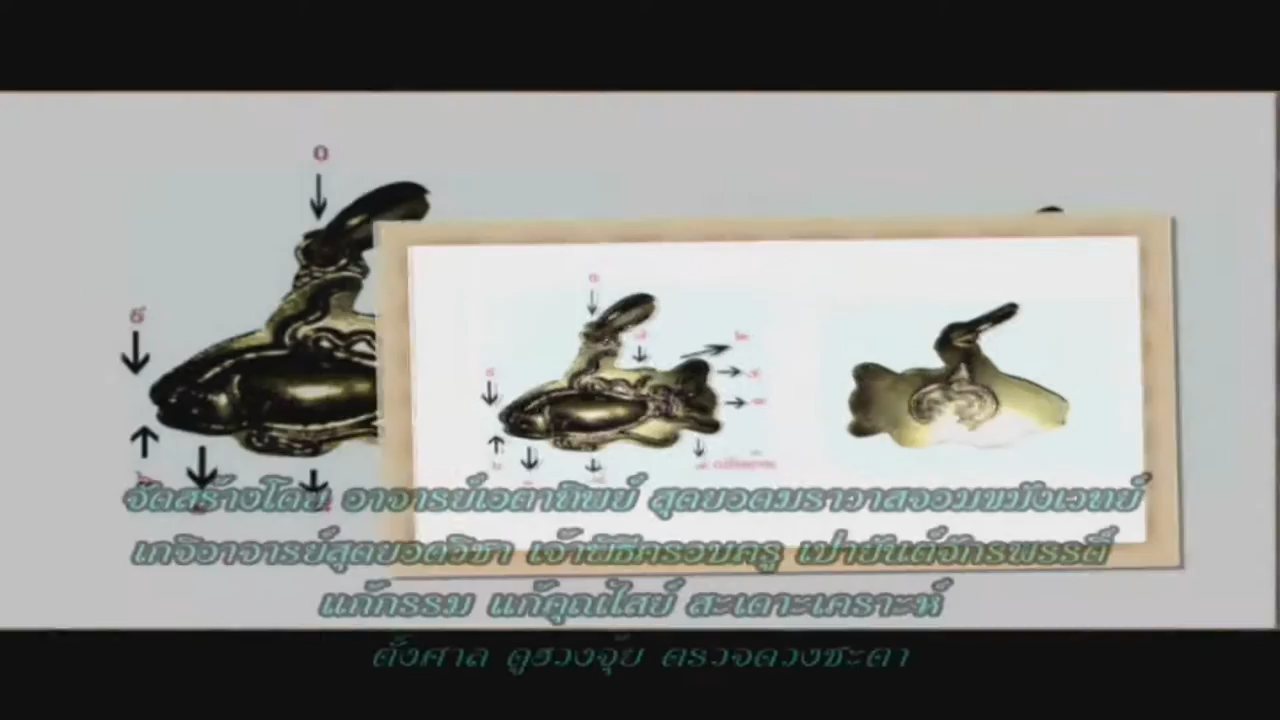 จัดสร้างโดย อาจารย์เอตาทิพย์ สุดยอดฆราวาสจอมขมังเวทย์
เกจิอาจารย์สุดยอดวิชา เจ้าพิธีครอบครู เป่ายันต์จักรพรรดิ์
แก้กรรม แก้คุณไสย์ สะเดาะเคราะห์
ตั้งศาล ดูฮวงจุ้ย ตรวจดวงชะตา